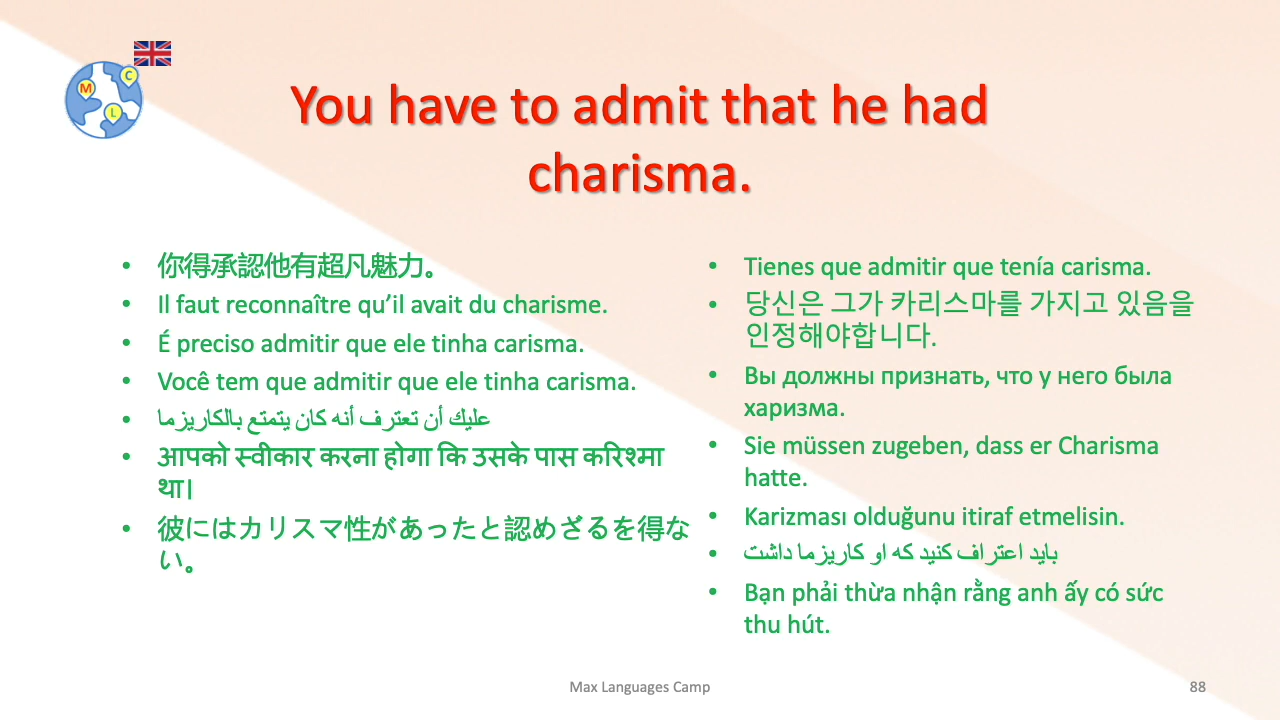 M
C
L
You have to admit that he had
charisma.
• 你得承認他有超凡魅力。
• Il faut reconnaître qu’il avait du charisme.
• É preciso admitir que ele tinha carisma.
• Você tem que admitir que ele tinha carisma.
• عليك أن تعترف أنه كان يتمتع بالكاريزما
• आपको स्वीकार करना होगा कि उसके पास करिश्मा
था।
• 彼にはカリスマ性があったと認めざるを得な
い。
• Tienes que admitir que tenía carisma.
• 당신은 그가 카리스마를 가지고 있음을
인정해야합니다.
• Вы должны признать, что у него была
харизма.
• Sie müssen zugeben, dass er Charisma
hatte.
• Karizması olduğunu itiraf etmelisin.
• باید اعتراف کنید که او کاریزما داشت
• Bạn phải thừa nhận rằng anh ấy có sức
thu hút.
Max Languages Camp
88